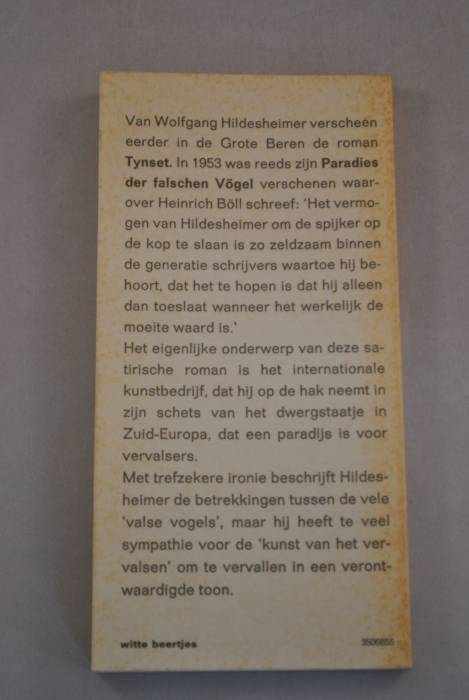 Van Wolfgang Hildesheimer verscheen
eerder in de Grote Beren de roman
Tynset. In 1953 was reeds zijn Paradies
der falschen Vögel verschenen waar-
over Heinrich Böll schreef: 'Het vermo-
gen van Hildesheimer om de spijker op
de kop te slaan is zo zeldzaam binnen
de generatie schrijvers waartoe hij be-
hoort, dat het te hopen is dat hij alleen
dan toeslaat wanneer het werkelijk de
moeite waard is.'
Het eigenlijke onderwerp van deze sa-
tirische roman is het internationale
kunstbedrijf, dat hij op de hak neemt in
zijn schets van het dwergstaatje in
Zuid-Europa, dat een paradijs is voor
vervalsers.
Met trefzekere ironie beschrijft Hildes-
heimer de betrekkingen tussen de vele
'valse vogels', maar hij heeft te veel
sympathie voor de 'kunst van het ver-
valsen' om te vervallen in een veront-
waardigde toon.
witte beertjes